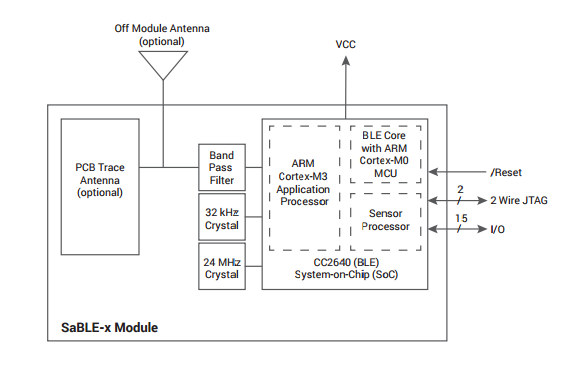 Off Module Antenna
(optional)
VCC
PCB Trace
Antenna
(optional)
Band
Pass
Filter
32 kHz
Crystal
24 MHz
Crystal
ARM
Cortex-M3
Application
Processor
BLE Core
with ARM
Cortex-M0
MCU
Sensor
Processor
CC2640 (BLE)
System-on-Chip (SoC)
/Reset
2
2 Wire JTAG
15
I/O
SaBLE-x Module